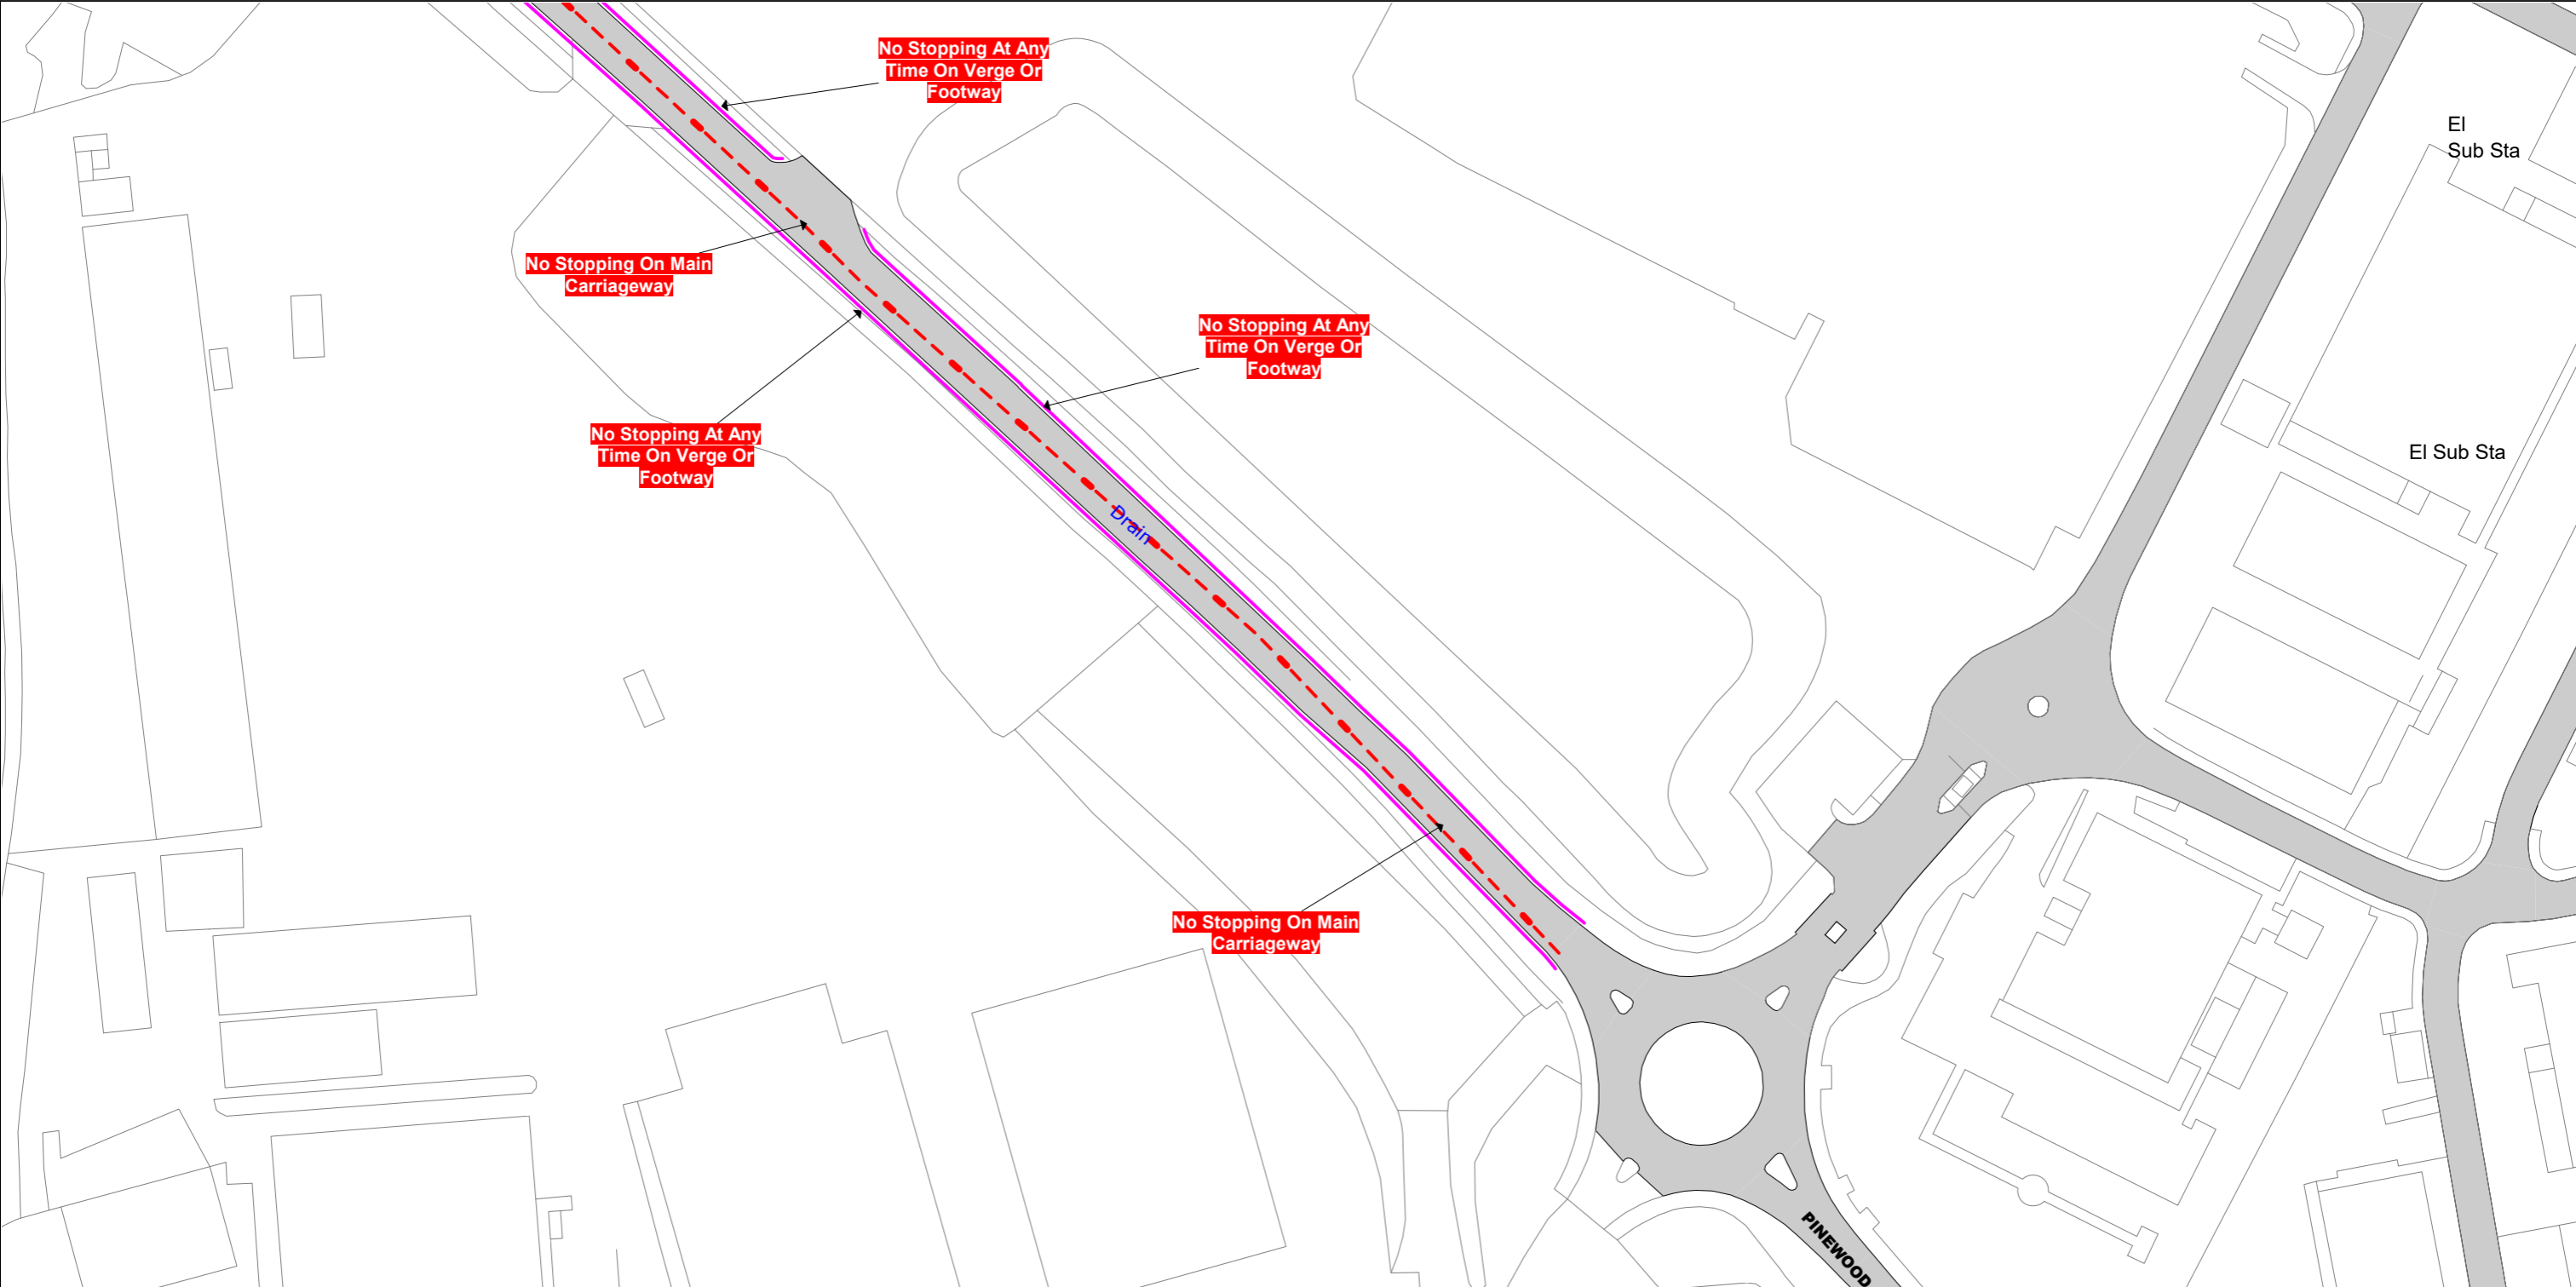 No Stopping At Any
Time On Verge Or
Footway
El
Sub Sta
No Stopping On Main
Carriageway
No Stopping At Any
Time On Verge Or
Footway
No Stopping At Any
Time On Verge Or
Footway
El Sub Sta
Drain
No Stopping On Main
Carriageway
PINEWOOD